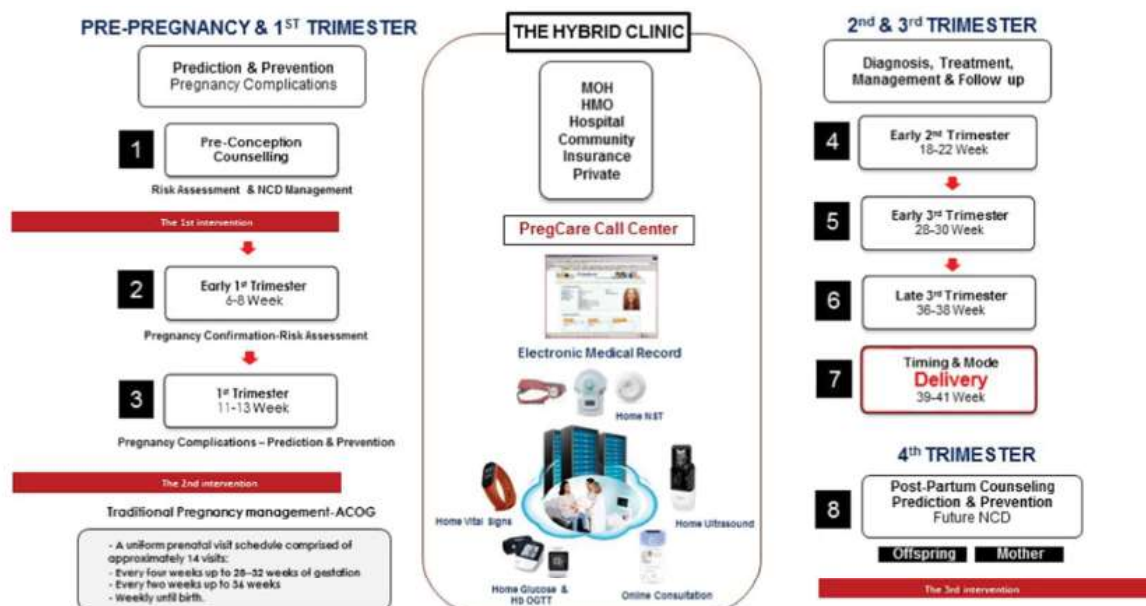 PRE-PREGNANCY & 1ST TRIMESTER
Prediction & Prevention
Pregnancy Complications
1
Pre-Conception
Counselling
Risk Assessment & NCD Management
The 1st intervention
2
Early 1st Trimester
6-8 Week
Pregnancy Confirmation-Risk Assessment
3
1st Trimester
11-13 Week
Pregnancy Complications – Prediction & Prevention
The 2nd intervention
Traditional Pregnancy management-ACOG
- A uniform prenatal visit schedule comprised of
approximately 14 visits:
- Every four weeks up to 28–32 weeks of gestation
- Every two weeks up to 36 weeks
- Weekly until birth.
THE HYBRID CLINIC
MOH
HMO
Hospital
Community
Insurance
Private
PregCare Call Center
Electronic Medical Record
Home NST
Home Vital Signs
Home Ultrasound
Home Glucose &
HB OGTT
Online Consultation
2nd & 3rd TRIMESTER
Diagnosis, Treatment,
Management & Follow up
4
Early 2nd Trimester
18-22 Week
5
Early 3rd Trimester
28-30 Week
6
Late 3rd Trimester
36-38 Week
7
Timing & Mode
Delivery
39-41 Week
4th TRIMESTER
8
Post-Partum Counseling
Prediction & Prevention
Future NCD
Offspring
Mother
The 3rd intervention